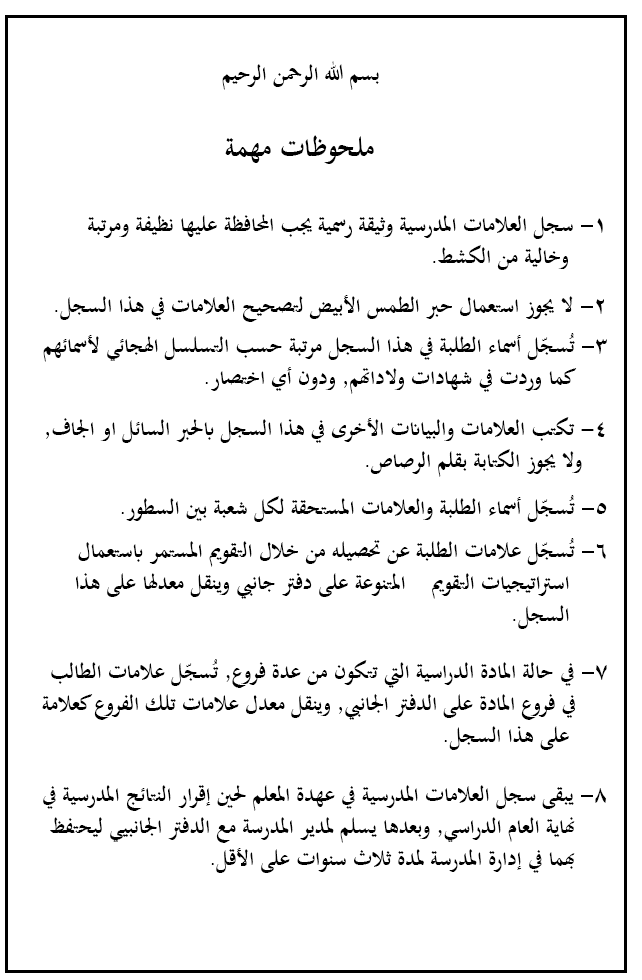 بسم الله الرحمن الرحيم
ملحوظات مهمة
١- سجل العلامات المدرسية وثيقة رسمية يجب المحافظة عليها نظيفة ومرتبة
وخالية من الكشط.
٢- لا يجوز استعمال حبر الطمس الأبيض لتصحيح العلامات في هذا السجل.
٣- تُسجّل أسماء الطلبة في هذا السجل مرتبة حسب التسلسل الهجائي لأسمائهم
كما وردت في شهادات ولاداتهم, ودون أي اختصار.
٤- تكتب العلامات والبيانات الأخرى في هذا السجل بالحبر السائل او الجاف,
ولا يجوز الكتابة بقلم الرصاص.
٥- تُسجّل أسماء الطلبة والعلامات المستحقة لكل شعبة بين السطور.
٦- تُسجّل علامات الطلبة عن تحصيله من خلال التقويم المستمر باستعمال
استراتيجيات التقويم المتنوعة على دفتر جانبي وينقل معدلها على هذا
السجل.
٧- في حالة المادة الدراسية التي تتكون من عدة فروع, تُسجّل علامات الطالب
في فروع المادة على الدفتر الجانبي, وينقل معدل علامات تلك الفروع كعلامة
على هذا السجل.
٨- يبقى سجل العلامات المدرسية في عهدة المعلم لحين إقرار النتائج المدرسية في
نهاية العام الدراسي, وبعدها يسلم لمدير المدرسة مع الدفتر الجانبيي ليحتفظ
بهما في إدارة المدرسة لمدة ثلاث سنوات على الأقل.